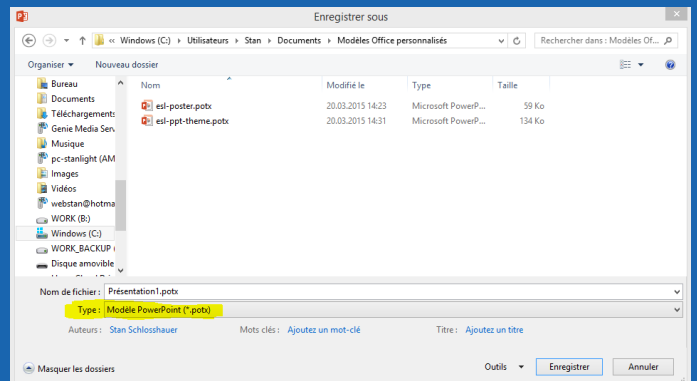 Enregistrer sous
« Windows (C:) Utilisateurs Stan Documents Modèles Office personnalisés
Rechercher dans : Modèles Of...
Organiser Nouveau dossier
Nom Modifié le Type Taille
Bureau
Documents
Téléchargements
Genie Media Serv
Musique
pc-stanlight (AM
Images
Vidéos
webstan@hotma
WORK (B:)
Windows (C:)
WORK_BACKUP (
Disque amovible
esl-poster.potx 20.03.2015 14:23 Microsoft PowerP... 59 Ko
esl-ppt-theme.potx 20.03.2015 14:31 Microsoft PowerP... 134 Ko
Nom de fichier : Présentation1.potx
Type : Modèle PowerPoint (*.potx)
Auteurs : Stan Schlosshauer Mots clés : Ajoutez un mot-clé Titre : Ajoutez un titre
Masquer les dossiers Outils Enregistrer Annuler